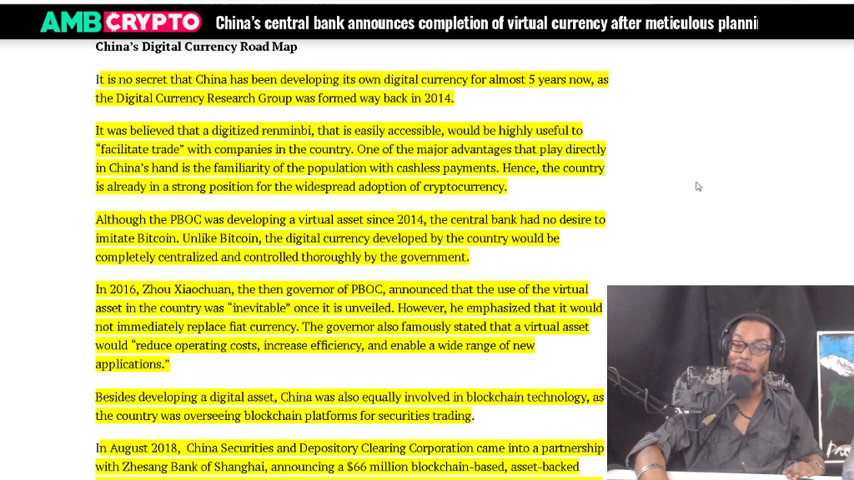 AMBCRYPTO China's central bank announces completion of virtual currency after meticulous planni
China's Digital Currency Road Map
It is no secret that China has been developing its own digital currency for almost 5 years now, as
the Digital Currency Research Group was formed way back in 2014.
It was believed that a digitized renminbi, that is easily accessible, would be highly useful to
“facilitate trade” with companies in the country. One of the major advantages that play directly
in China's hand is the familiarity of the population with cashless payments. Hence, the country
is already in a strong position for the widespread adoption of cryptocurrency.
Although the PBOC was developing a virtual asset since 2014, the central bank had no desire to
imitate Bitcoin. Unlike Bitcoin, the digital currency developed by the country would be
completely centralized and controlled thoroughly by the government.
In 2016, Zhou Xiaochuan, the then governor of PBOC, announced that the use of the virtual
asset in the country was “inevitable” once it is unveiled. However, he emphasized that it would
not immediately replace fiat currency. The governor also famously stated that a virtual asset
would “reduce operating costs, increase efficiency, and enable a wide range of new
applications.”
Besides developing a digital asset, China was also equally involved in blockchain technology, as
the country was overseeing blockchain platforms for securities trading.
In August 2018, China Securities and Depository Clearing Corporation came into a partnership
with Zhesang Bank of Shanghai, announcing a $66 million blockchain-based, asset-backed